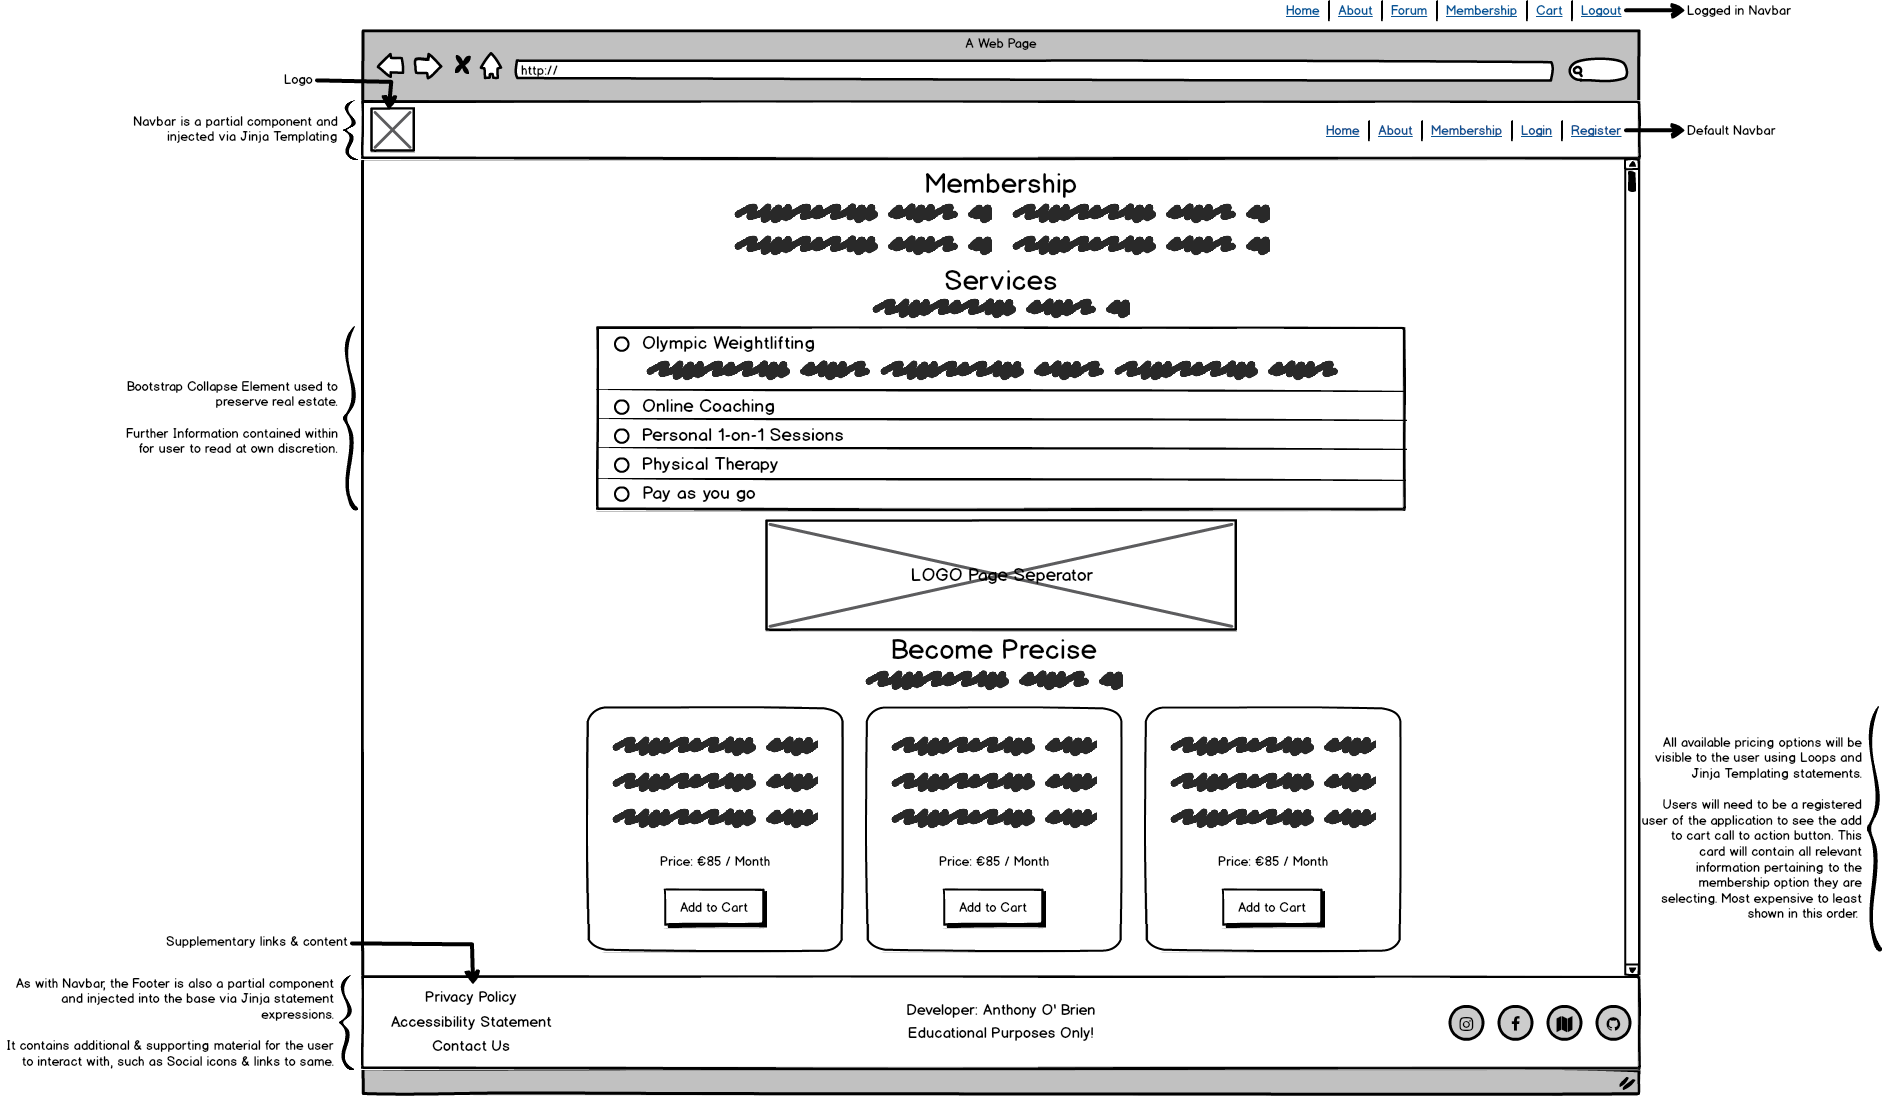 Home About Forum Membership Cart Logout Logged in Navbar
A Web Page
http://
Logo
Navbar is a partial component and
injected via Jinja Templating
Home About Membership Login Register Default Navbar
Membership
Services
Olympic Weightlifting
Online Coaching
Personal 1-on-1 Sessions
Physical Therapy
Pay as you go
Bootstrap Collapse Element used to
preserve real estate.
Further Information contained within
for user to read at own discretion.
LOGO Page Seperator
Become Precise
Price: €85 / Month
Add to Cart
Price: €85 / Month
Add to Cart
Price: €85 / Month
Add to Cart
All available pricing options will be
visible to the user using Loops and
Jinja Templating statements.
Users will need to be a registered
user of the application to see the add
to cart call to action button. This
card will contain all relevant
information pertaining to the
membership option they are
selecting. Most expensive to least
shown in this order.
Supplementary links & content
As with Navbar, the Footer is also a partial component
and injected into the base via Jinja statement
expressions.
It contains additional & supporting material for the user
to interact with, such as Social icons & links to same.
Privacy Policy
Accessibility Statement
Contact Us
Developer: Anthony O' Brien
Educational Purposes Only!